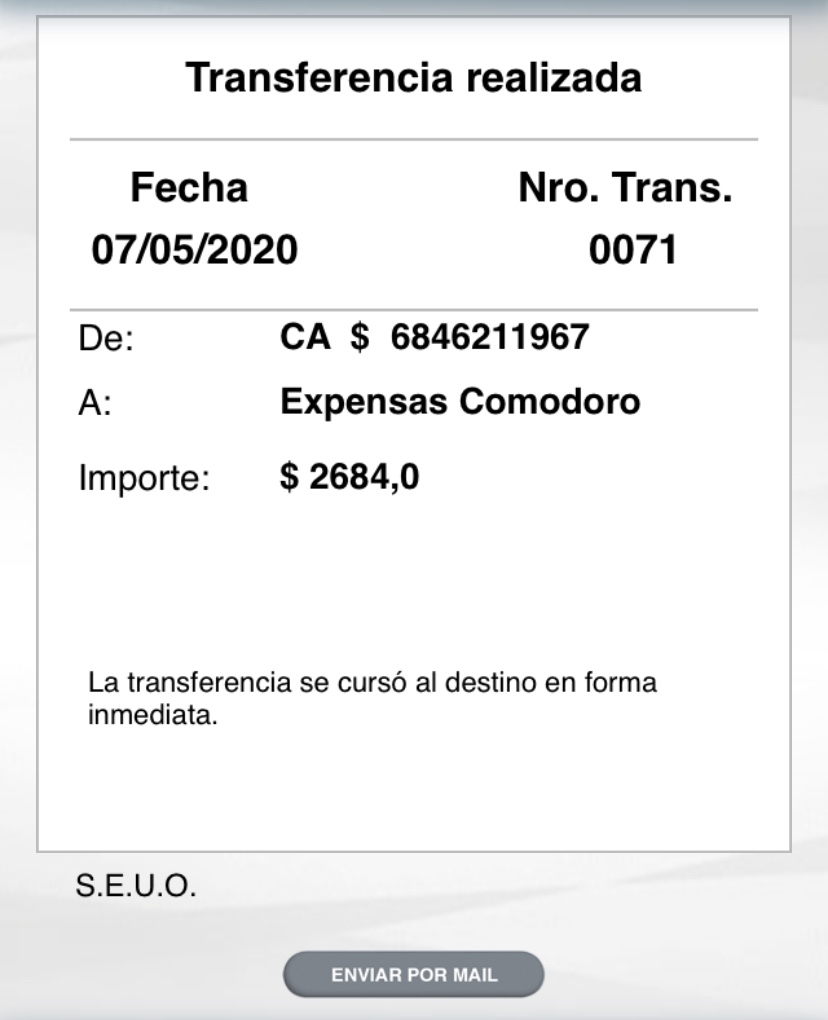 Transferencia realizada
Fecha Nro. Trans.
07/05/2020 0071
De: CA $ 6846211967
A: Expensas Comodoro
Importe: $ 2684,0
La transferencia se cursó al destino en forma
inmediata.
S.E.U.O.
ENVIAR POR MAIL